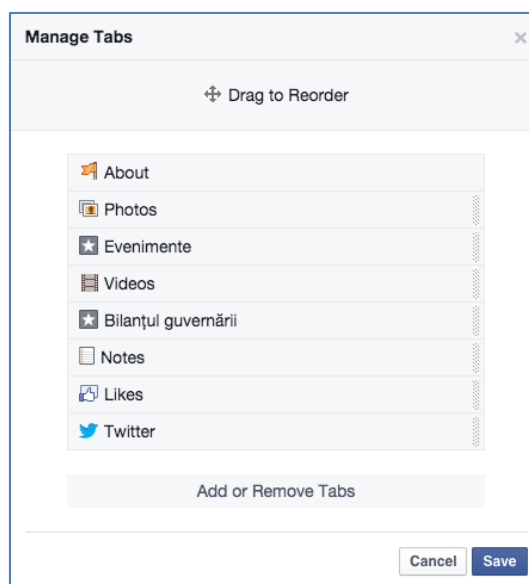 Manage Tabs
Drag to Reorder
About
Photos
Evenimente
Videos
Bilanțul guvernării
Notes
Likes
Twitter
Add or Remove Tabs
Cancel Save